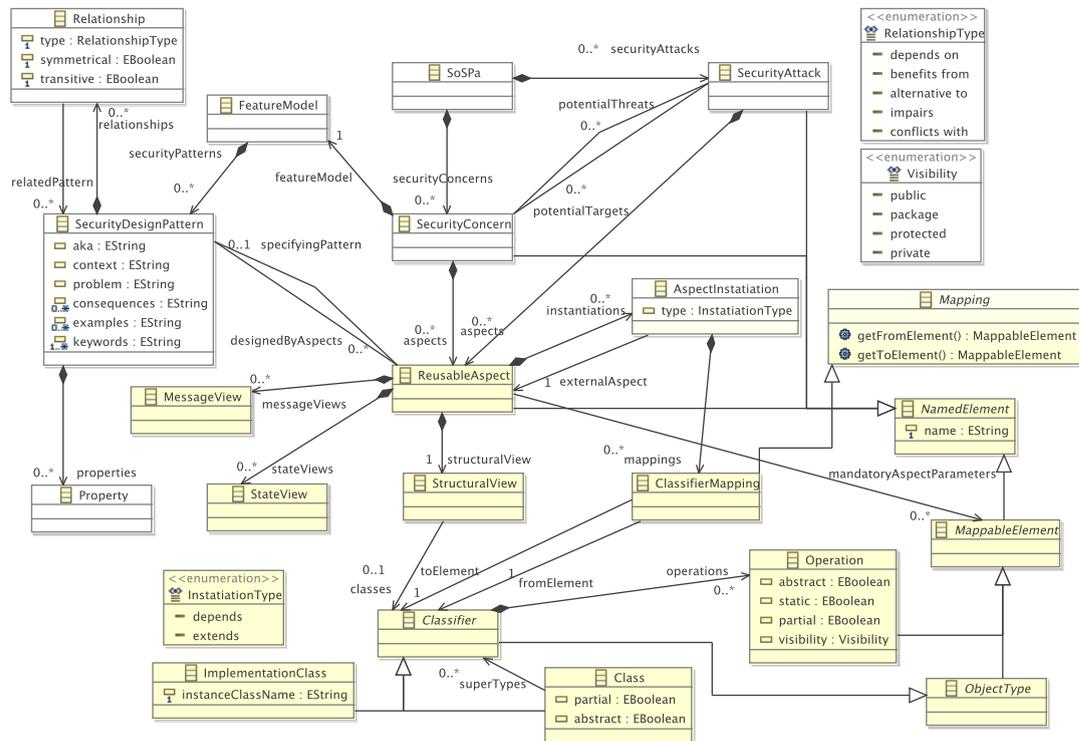 Relationship
type : RelationshipType
symmetrical : EBoolean
transitive : EBoolean
<<enumeration>>
RelationshipType
depends on
benefits from
alternative to
impairs
conflicts with
0..* securityAttacks
SoSPa
SecurityAttack
FeatureModel
potentialThreats
0..*
0..*
relationships
1
securityPatterns
<<enumeration>>
Visibility
public
package
protected
private
relatedPattern
0..*
0..*
featureModel
securityConcerns
0..*
0..*
potentialTargets
SecurityDesignPattern
aka : EString
context : EString
problem : EString
consequences : EString
0..*
examples : EString
0..*
keywords : EString
1..*
SecurityConcern
0..1 specifyingPattern
AspectInstatiation
type : InstatiationType
0..*
instantiations
Mapping
getFromElement() : MappableElement
getToElement() : MappableElement
0..*
aspects
0..*
aspects
designedByAspects
0..*
ReusableAspect
1 externalAspect
MessageView
0..*
messageViews
NamedElement
name : EString
0..* properties
Property
0..* stateViews
StateView
1 structuralView
StructuralView
0..*
mappings
ClassifierMapping
mandatoryAspectParameters
0..*
MappableElement
0..1
classes
toElement
1
1
fromElement
operations
0..*
Operation
abstract : EBoolean
static : EBoolean
partial : EBoolean
visibility : Visibility
<<enumeration>>
InstatiationType
depends
extends
Classifier
ImplementationClass
instanceClassName : EString
0..*
superTypes
Class
partial : EBoolean
abstract : EBoolean
ObjectType